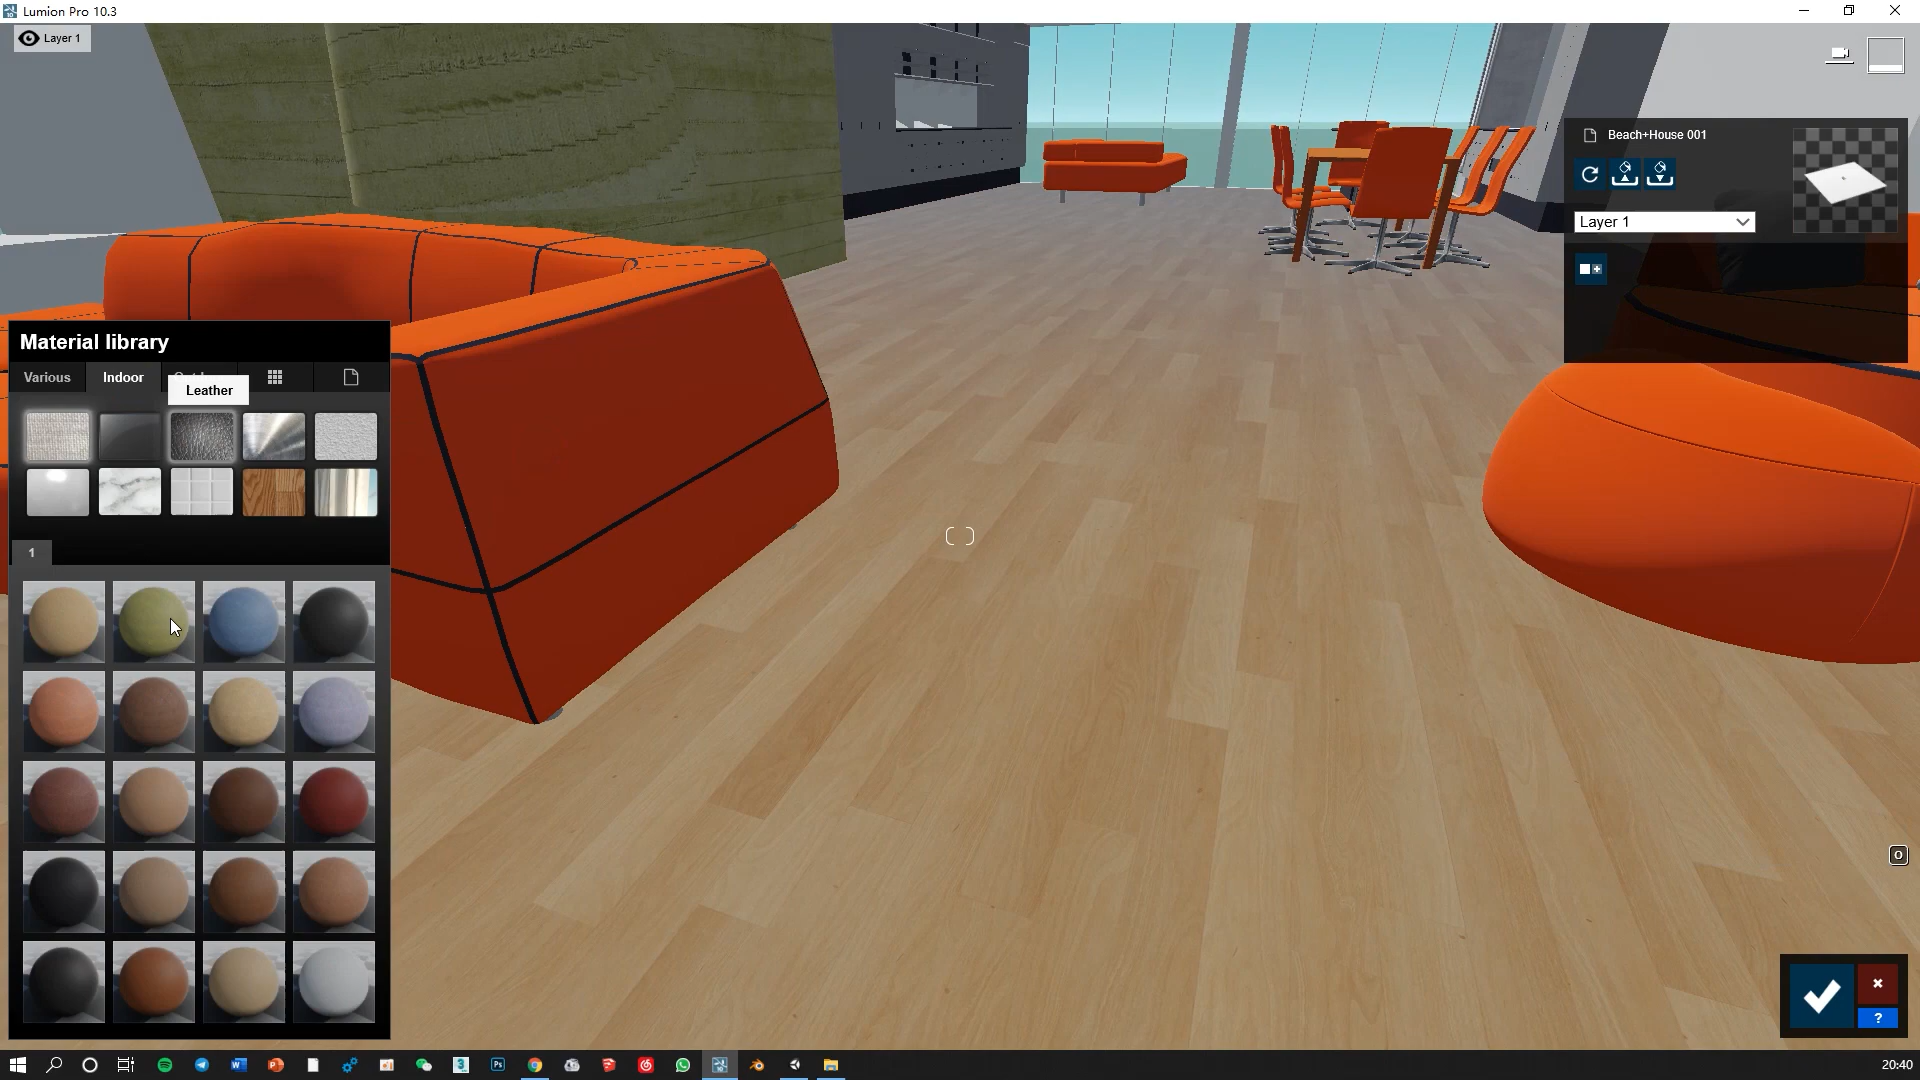 Lumion Pro 10.3
Layer 1
Beach+House 001
Layer 1
Material library
Various
Indoor
Leather
1
O
?
20:40